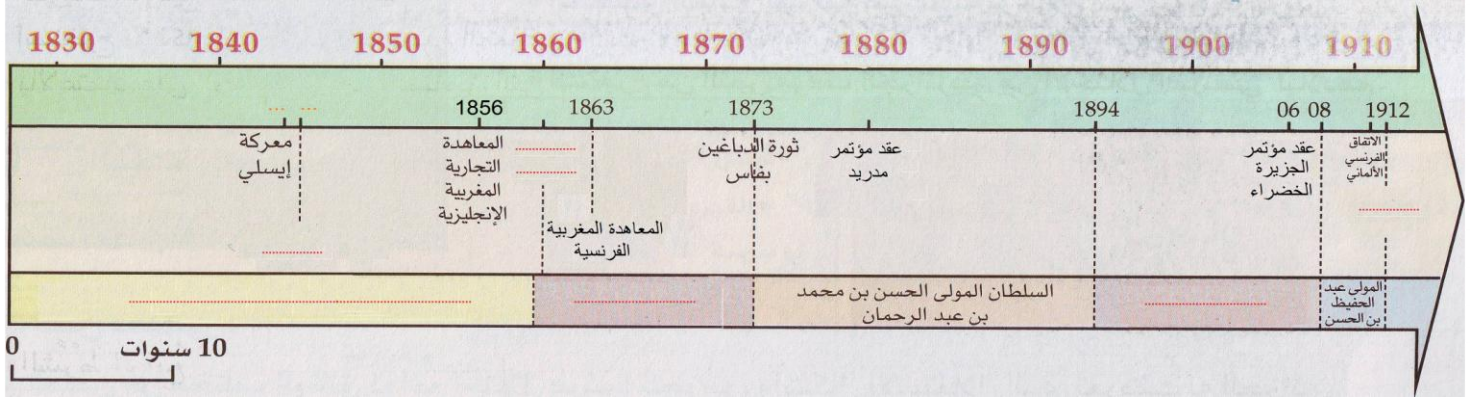 1830 1840 1850 1860 1870 1880 1890 1900 1910
... ... 1856 1863 1873 1894 06 08 1912
معركة
إيسلي
......................
المعاهدة
التجارية
المغربية
الإنجليزية
......................
......................
المعاهدة المغربية
الفرنسية
ثورة الدباغين
بفاس
عقد مؤتمر
مدريد
عقد مؤتمر
الجزيرة
الخضراء
الاتفاق
الفرنسي
الألماني
......................
السلطان المولى الحسن بن محمد
بن عبد الرحمان
المولى عبد
الحفيظ
بن الحسن
0 10 سنوات